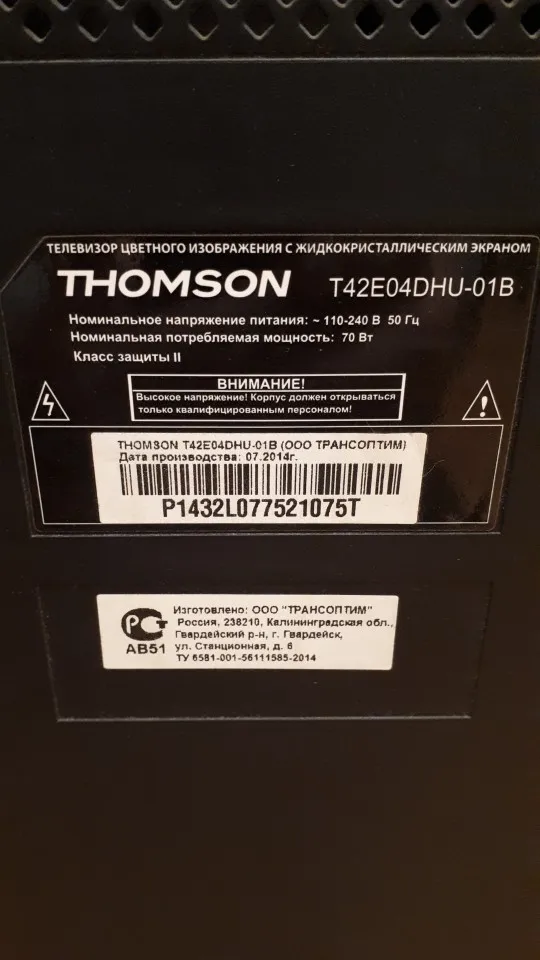 ТЕЛЕВИЗОР ЦВЕТНОГО ИЗОБРАЖЕНИЯ С ЖИДКОКРИСТАЛЛИЧЕСКИМ ЭКРАНОМ
THOMSON T42E04DHU-01B
Номинальное напряжение питания: ~ 110-240 В 50 Гц
Номинальная потребляемая мощность: 70 Вт
Класс защиты II
ВНИМАНИЕ!
Высокое напряжение! Корпус должен открываться
только квалифицированным персоналом!
THOMSON T42E04DHU-01B (ООО ТРАНСОПТИМ)
Дата производства: 07.2014г.
P1432L077521075T
Изготовлено: ООО "ТРАНСОПТИМ"
Россия, 238210, Калининградская обл.,
Гвардейский р-н, г. Гвардейск,
ул. Станционная, д. 6
ТУ 6581-001-56111585-2014
РСТ
АВ51